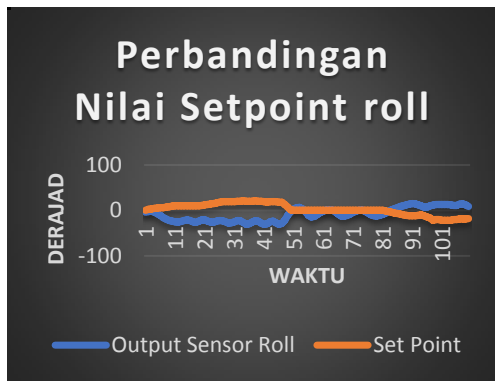 Perbandingan
Nilai Setpoint roll
100
0
-100
DERAJAD
1
11
21
31
41
51
61
71
81
91
101
WAKTU
Output Sensor Roll
Set Point